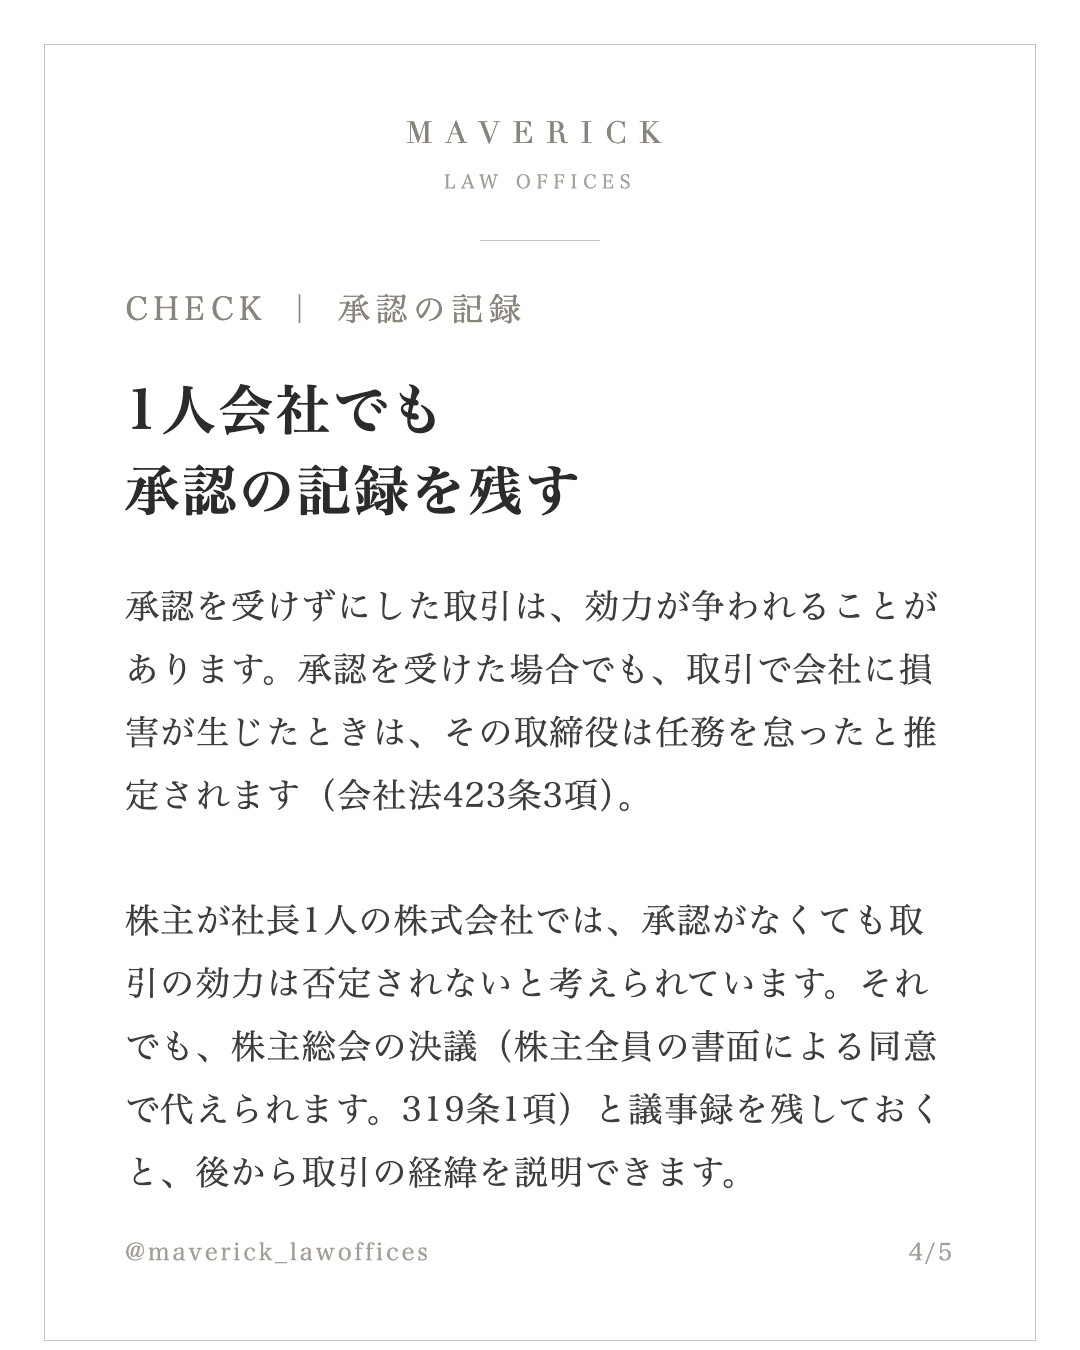 MAVERICK
LAW OFFICES
CHECK | 承認の記録
1人会社でも
承認の記録を残す
承認を受けずにした取引は、効力が争われることが
あります。承認を受けた場合でも、取引で会社に損
害が生じたときは、その取締役は任務を怠ったと推
定されます（会社法423条3項）。
株主が社長1人の株式会社では、承認がなくても取
引の効力は否定されないと考えられています。それ
でも、株主総会の決議（株主全員の書面による同意
で代えられます。319条1項）と議事録を残しておく
と、後から取引の経緯を説明できます。
@maverick_lawoffices
4/5